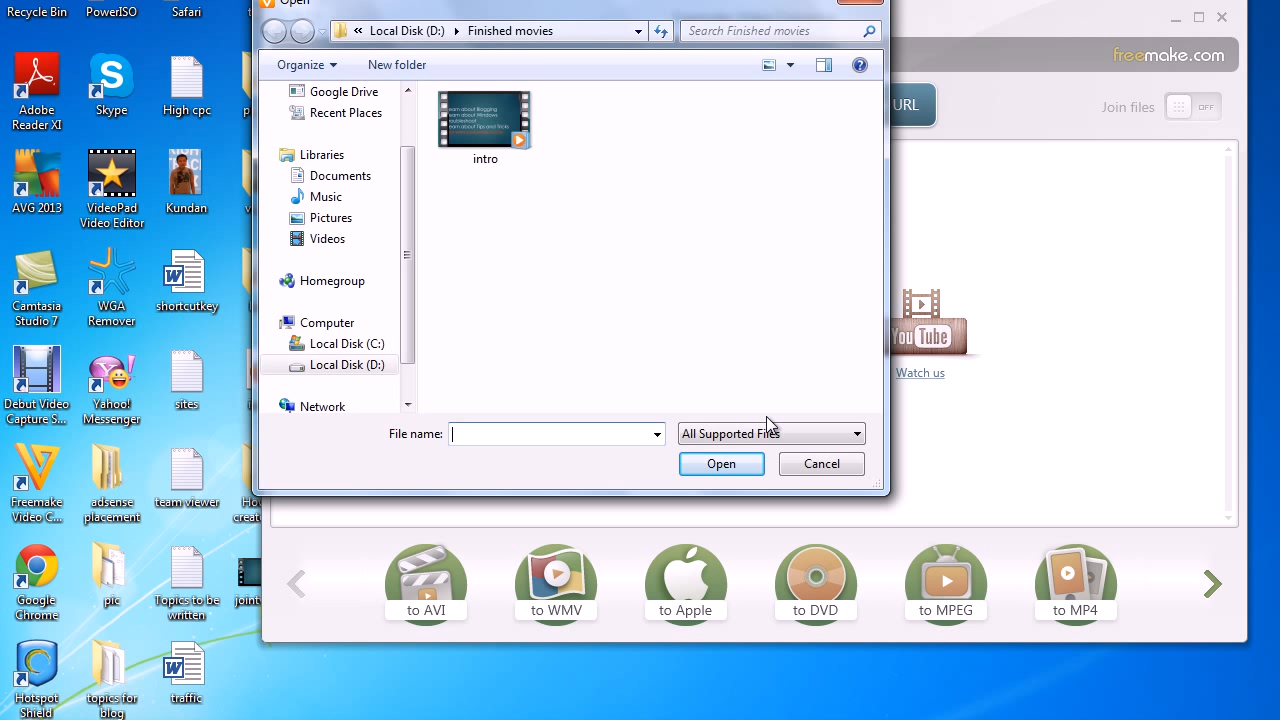 Recycle Bin
PowerISO
Safari
Adobe
Reader XI
Skype
High cpc
AVG 2013
VideoPad
Video Editor
Kundan
Camtasia
Studio 7
WGA
Remover
shortcutkey
Debut Video
Capture S...
Yahoo!
Messenger
sites
Freemake
Video C...
adsense
placement
team viewer
Google
Chrome
pic
Topics to be
written
Hotspot
Shield
topics for
blog
traffic
Open
« Local Disk (D:)
Finished movies
Search Finished movies
Organize
New folder
Google Drive
Recent Places
Libraries
Documents
Music
Pictures
Videos
Homegroup
Computer
Local Disk (C:)
Local Disk (D:)
Network
intro
File name:
All Supported Files
Open
Cancel
freemake.com
URL
Join files
OFF
You Tube
Watch us
to AVI
to WMV
to Apple
to DVD
to MPEG
to MP4